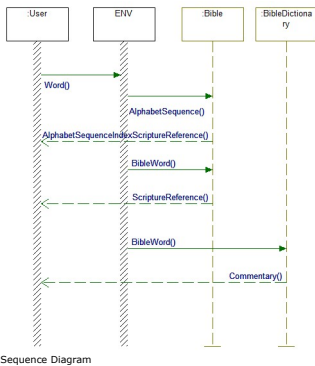 :User
ENV
:Bible
:BibleDictiona
ry
Word()
AlphabetSequence()
AlphabetSequenceIndexScriptureReference()
BibleWord()
ScriptureReference()
BibleWord()
Commentary()
Sequence Diagram